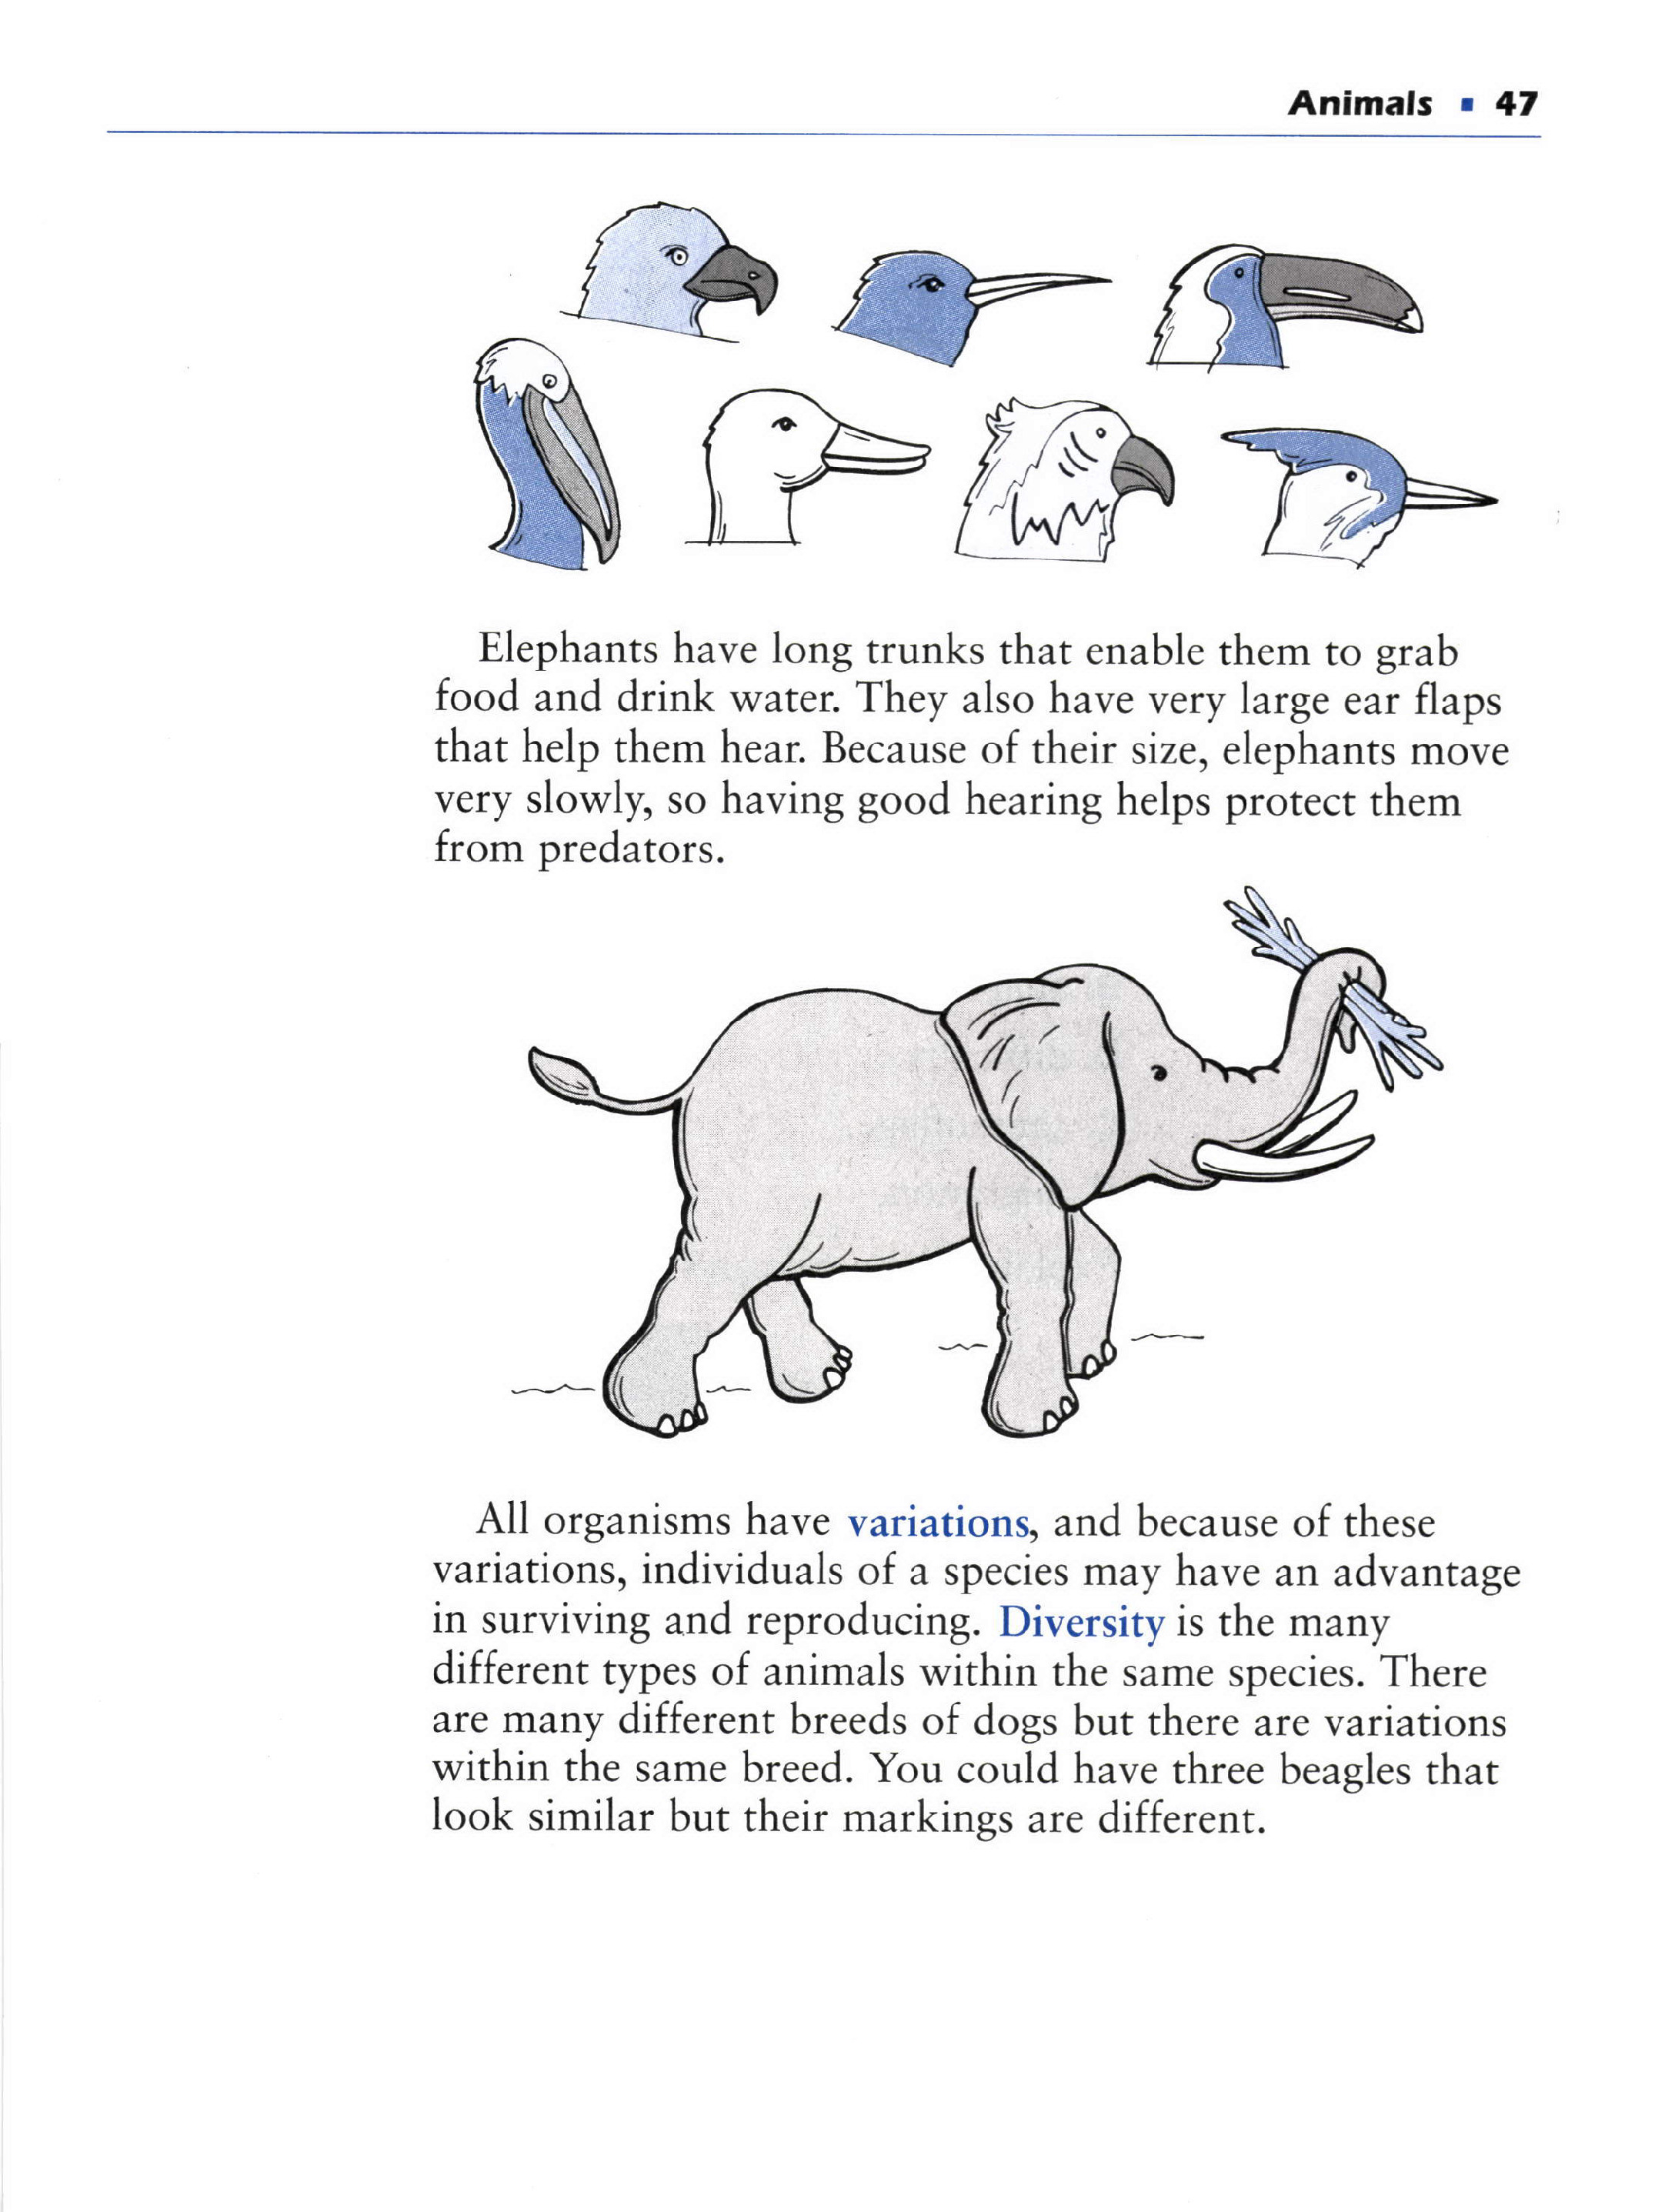 Animals ▪ 47
Elephants have long trunks that enable them to grab
food and drink water. They also have very large ear flaps
that help them hear. Because of their size, elephants move
very slowly, so having good hearing helps protect them
from predators.
All organisms have variations, and because of these
variations, individuals of a species may have an advantage
in surviving and reproducing. Diversity is the many
different types of animals within the same species. There
are many different breeds of dogs but there are variations
within the same breed. You could have three beagles that
look similar but their markings are different.